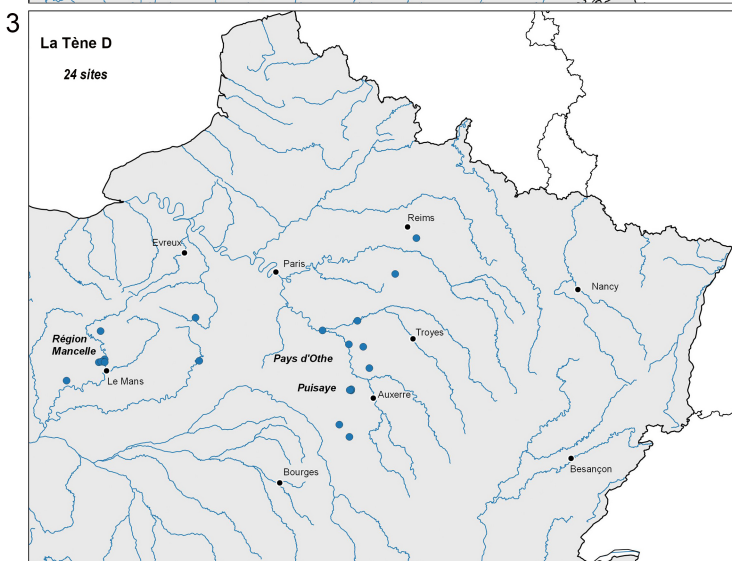 3
La Tène D
24 sites
Reims
Evreux
Paris
Nancy
Région
Mancelle
Troyes
Pays d'Othe
Le Mans
Puisaye
Auxerre
Besançon
Bourges